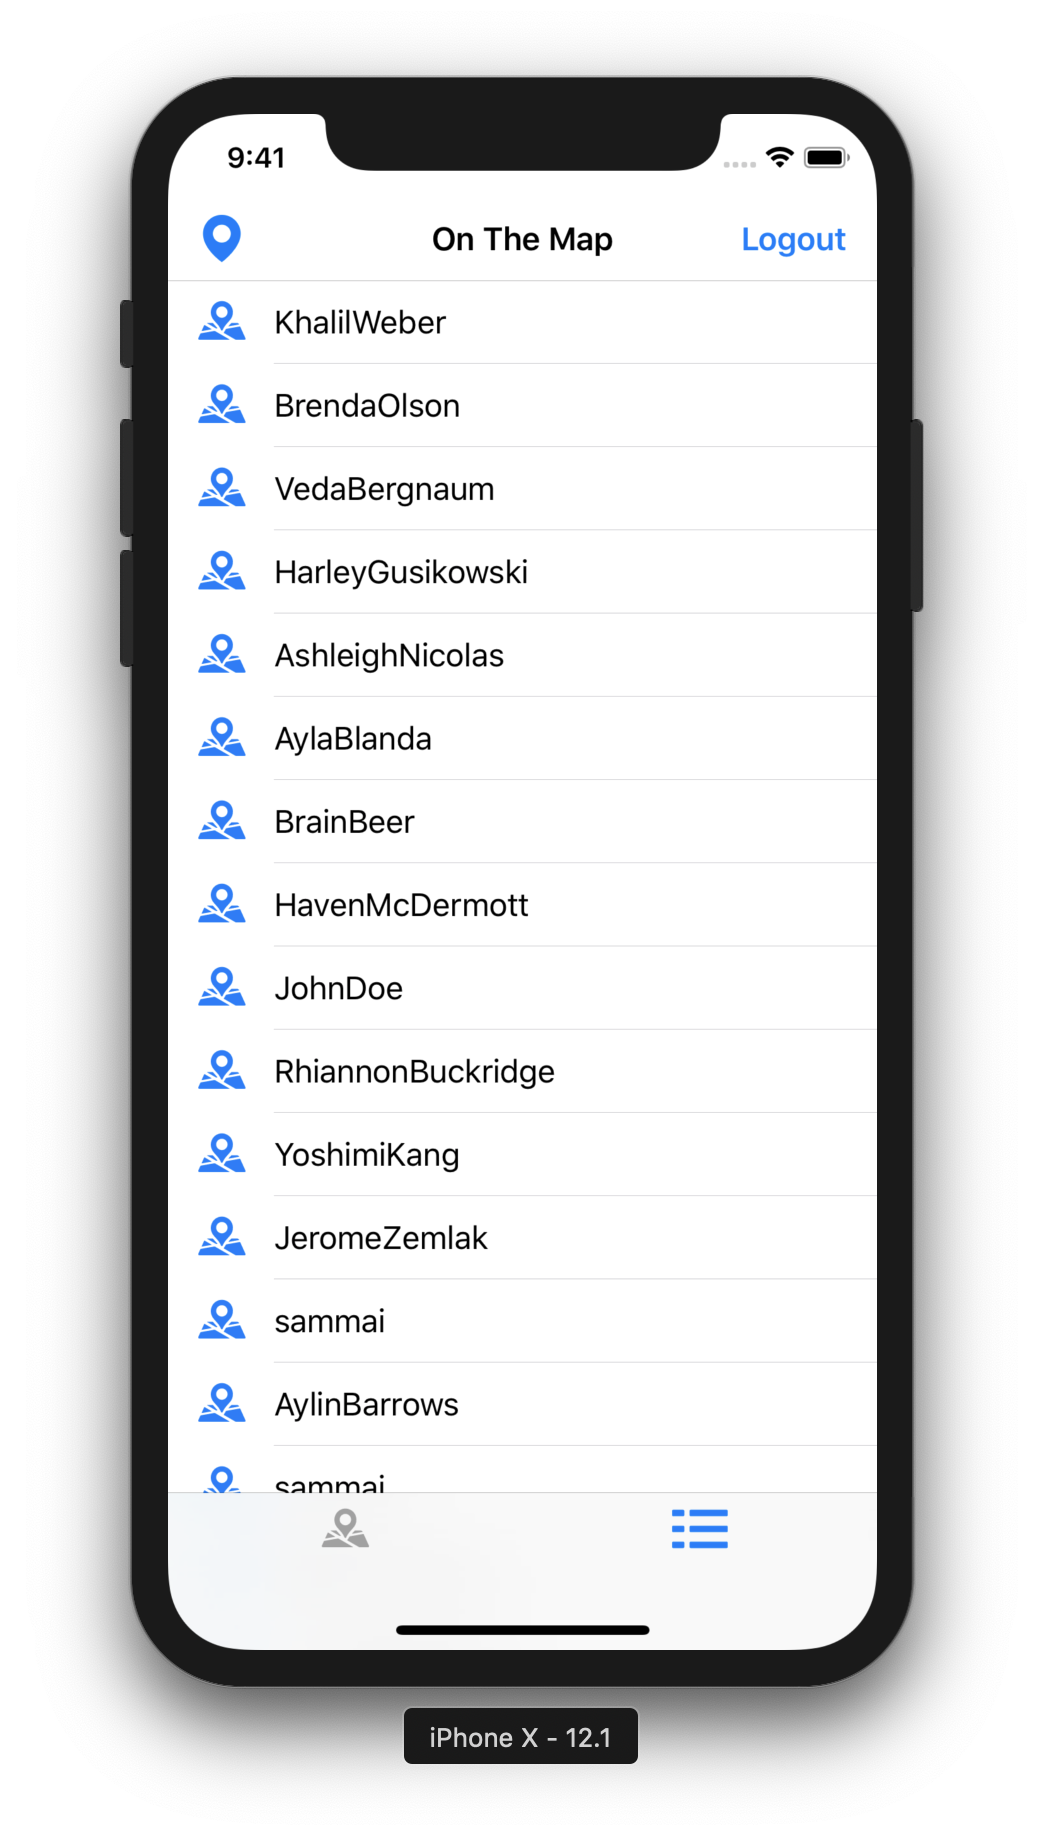 9:41
On The Map
Logout
KhalilWeber
BrendaOlson
VedaBergnaum
HarleyGusikowski
AshleighNicolas
AylaBlanda
BrainBeer
HavenMcDermott
JohnDoe
RhiannonBuckridge
YoshimiKang
JeromeZemlak
sammai
AylinBarrows
sammai
iPhone X - 12.1